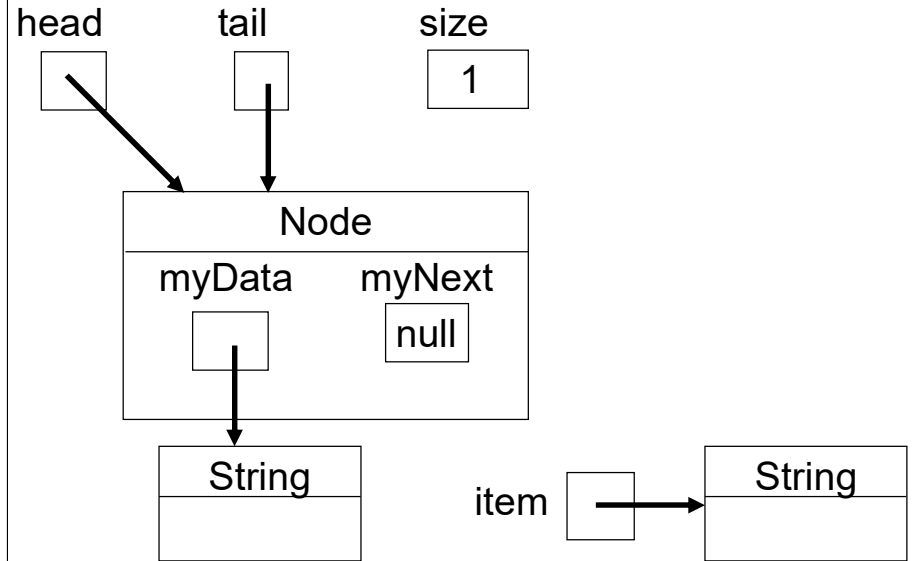 head tail size
1
Node
myData myNext
null
String
item
String